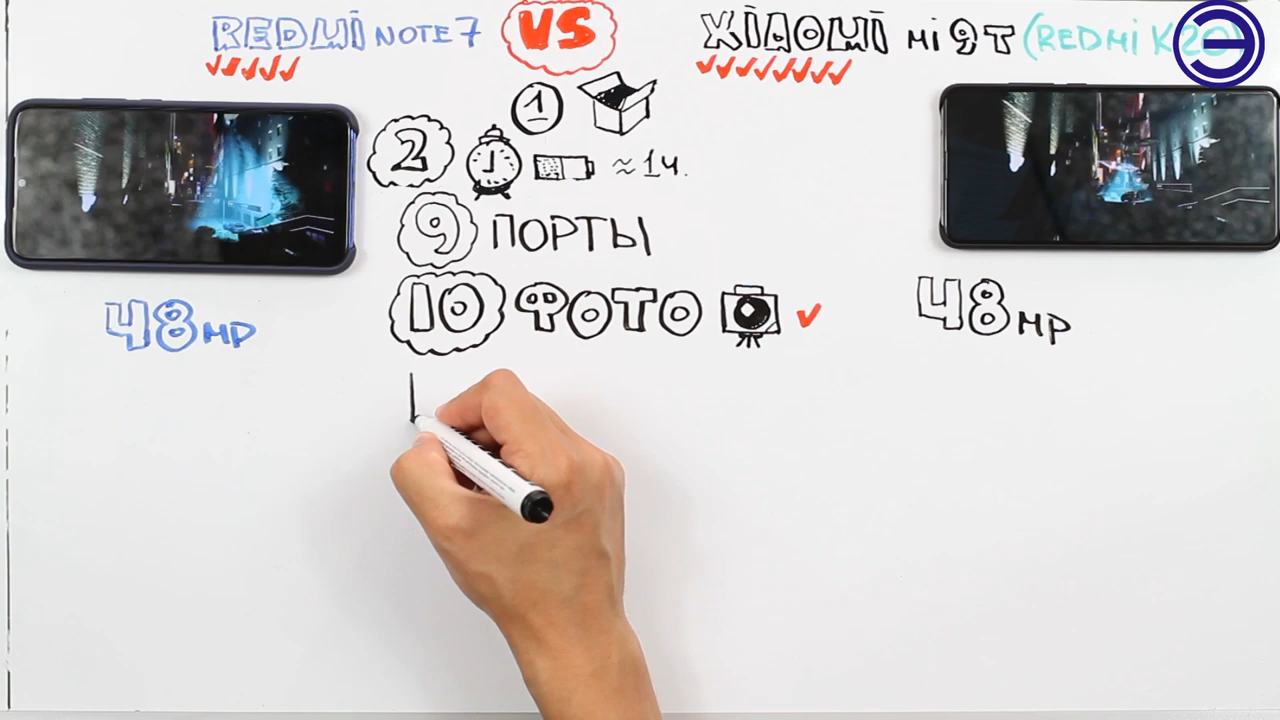 REDMI NOTE 7 VS XIAOMI Mi 9T (REDMI K20)
1
2 ≈1ч.
9 ПОРТЫ
48 MP 10 ФОТО 48 MP